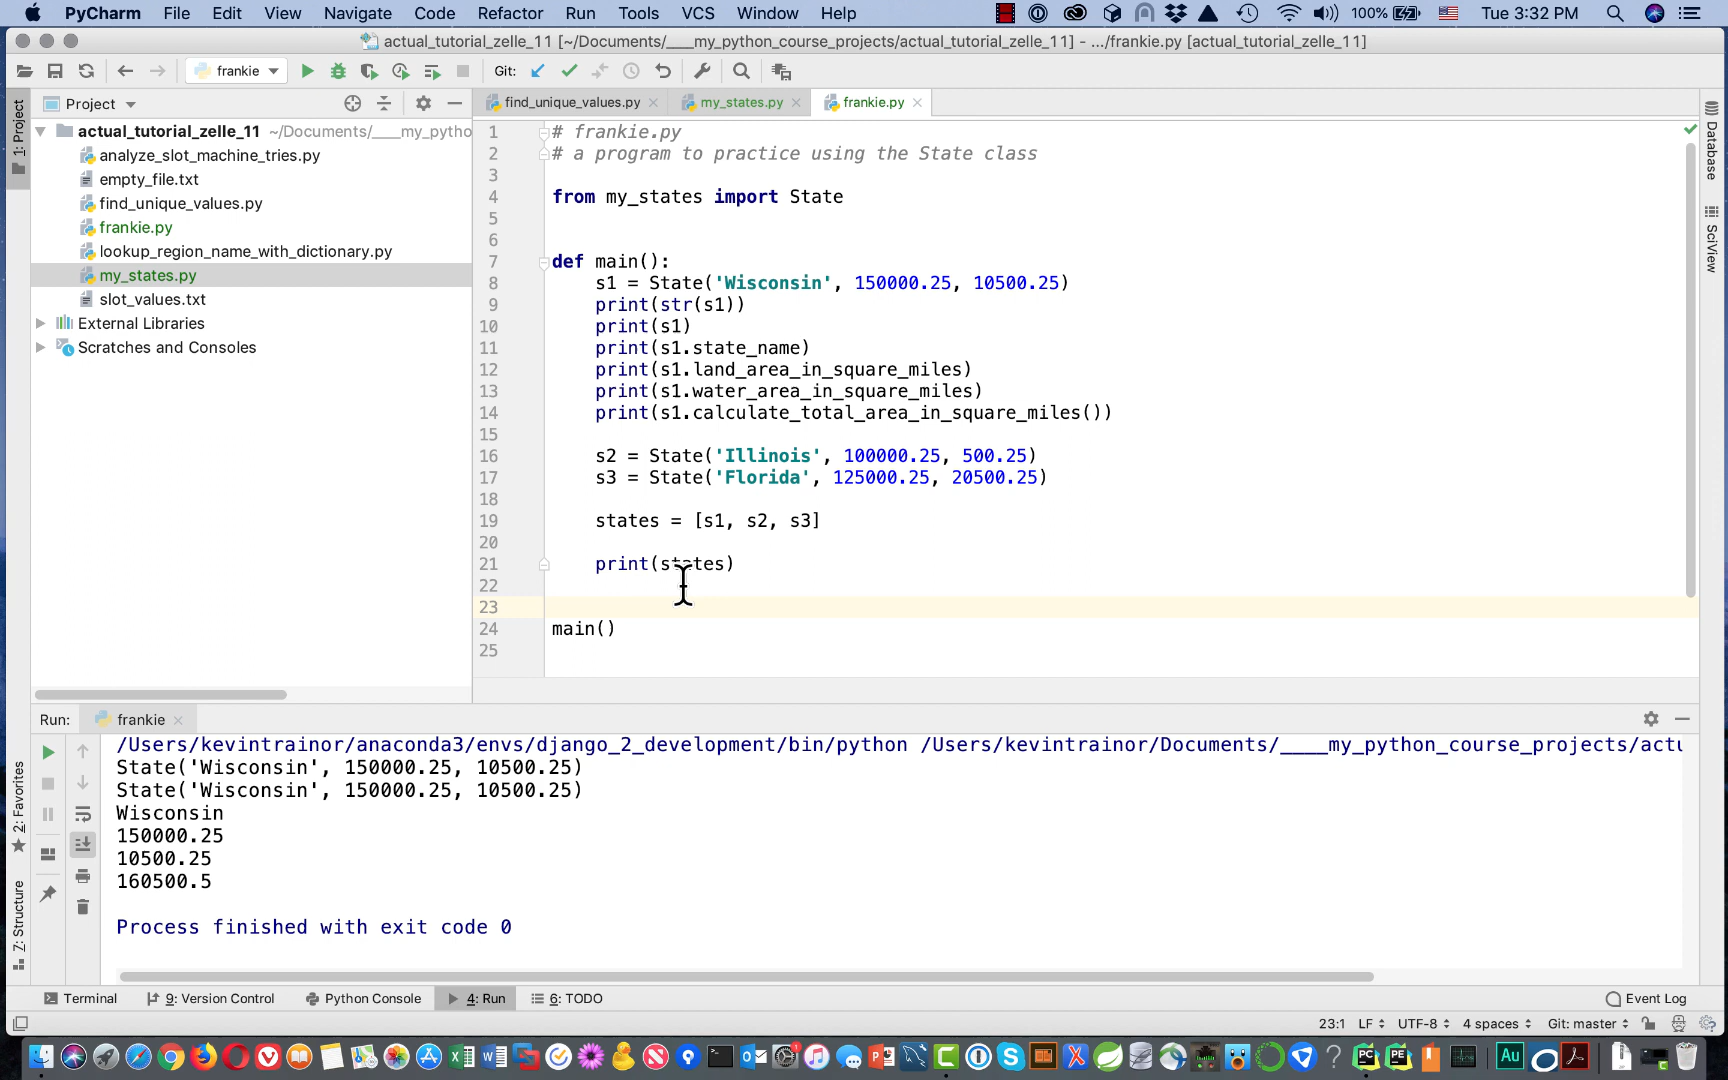 PyCharm File Edit View Navigate Code Refactor Run Tools VCS Window Help 100% Tue 3:32 PM
actual_tutorial_zelle_11 [~/Documents/____my_python_course_projects/actual_tutorial_zelle_11] - .../frankie.py [actual_tutorial_zelle_11]
frankie Git:
Project find_unique_values.py my_states.py frankie.py
actual_tutorial_zelle_11 ~/Documents/____my_pytho
analyze_slot_machine_tries.py
empty_file.txt
find_unique_values.py
frankie.py
lookup_region_name_with_dictionary.py
my_states.py
slot_values.txt
External Libraries
Scratches and Consoles
1: Project
2: Favorites
7: Structure
Database
SciView
1 # frankie.py
2 # a program to practice using the State class
3
4 from my_states import State
5
6
7 def main():
8 s1 = State('Wisconsin', 150000.25, 10500.25)
9 print(str(s1))
10 print(s1)
11 print(s1.state_name)
12 print(s1.land_area_in_square_miles)
13 print(s1.water_area_in_square_miles)
14 print(s1.calculate_total_area_in_square_miles())
15
16 s2 = State('Illinois', 100000.25, 500.25)
17 s3 = State('Florida', 125000.25, 20500.25)
18
19 states = [s1, s2, s3]
20
21 print(states)
22
23
24 main()
25
Run: frankie
/Users/kevintrainor/anaconda3/envs/django_2_development/bin/python /Users/kevintrainor/Documents/____my_python_course_projects/actu
State('Wisconsin', 150000.25, 10500.25)
State('Wisconsin', 150000.25, 10500.25)
Wisconsin
150000.25
10500.25
160500.5
Process finished with exit code 0
Terminal 9: Version Control Python Console 4: Run 6: TODO Event Log
23:1 LF UTF-8 4 spaces Git: master